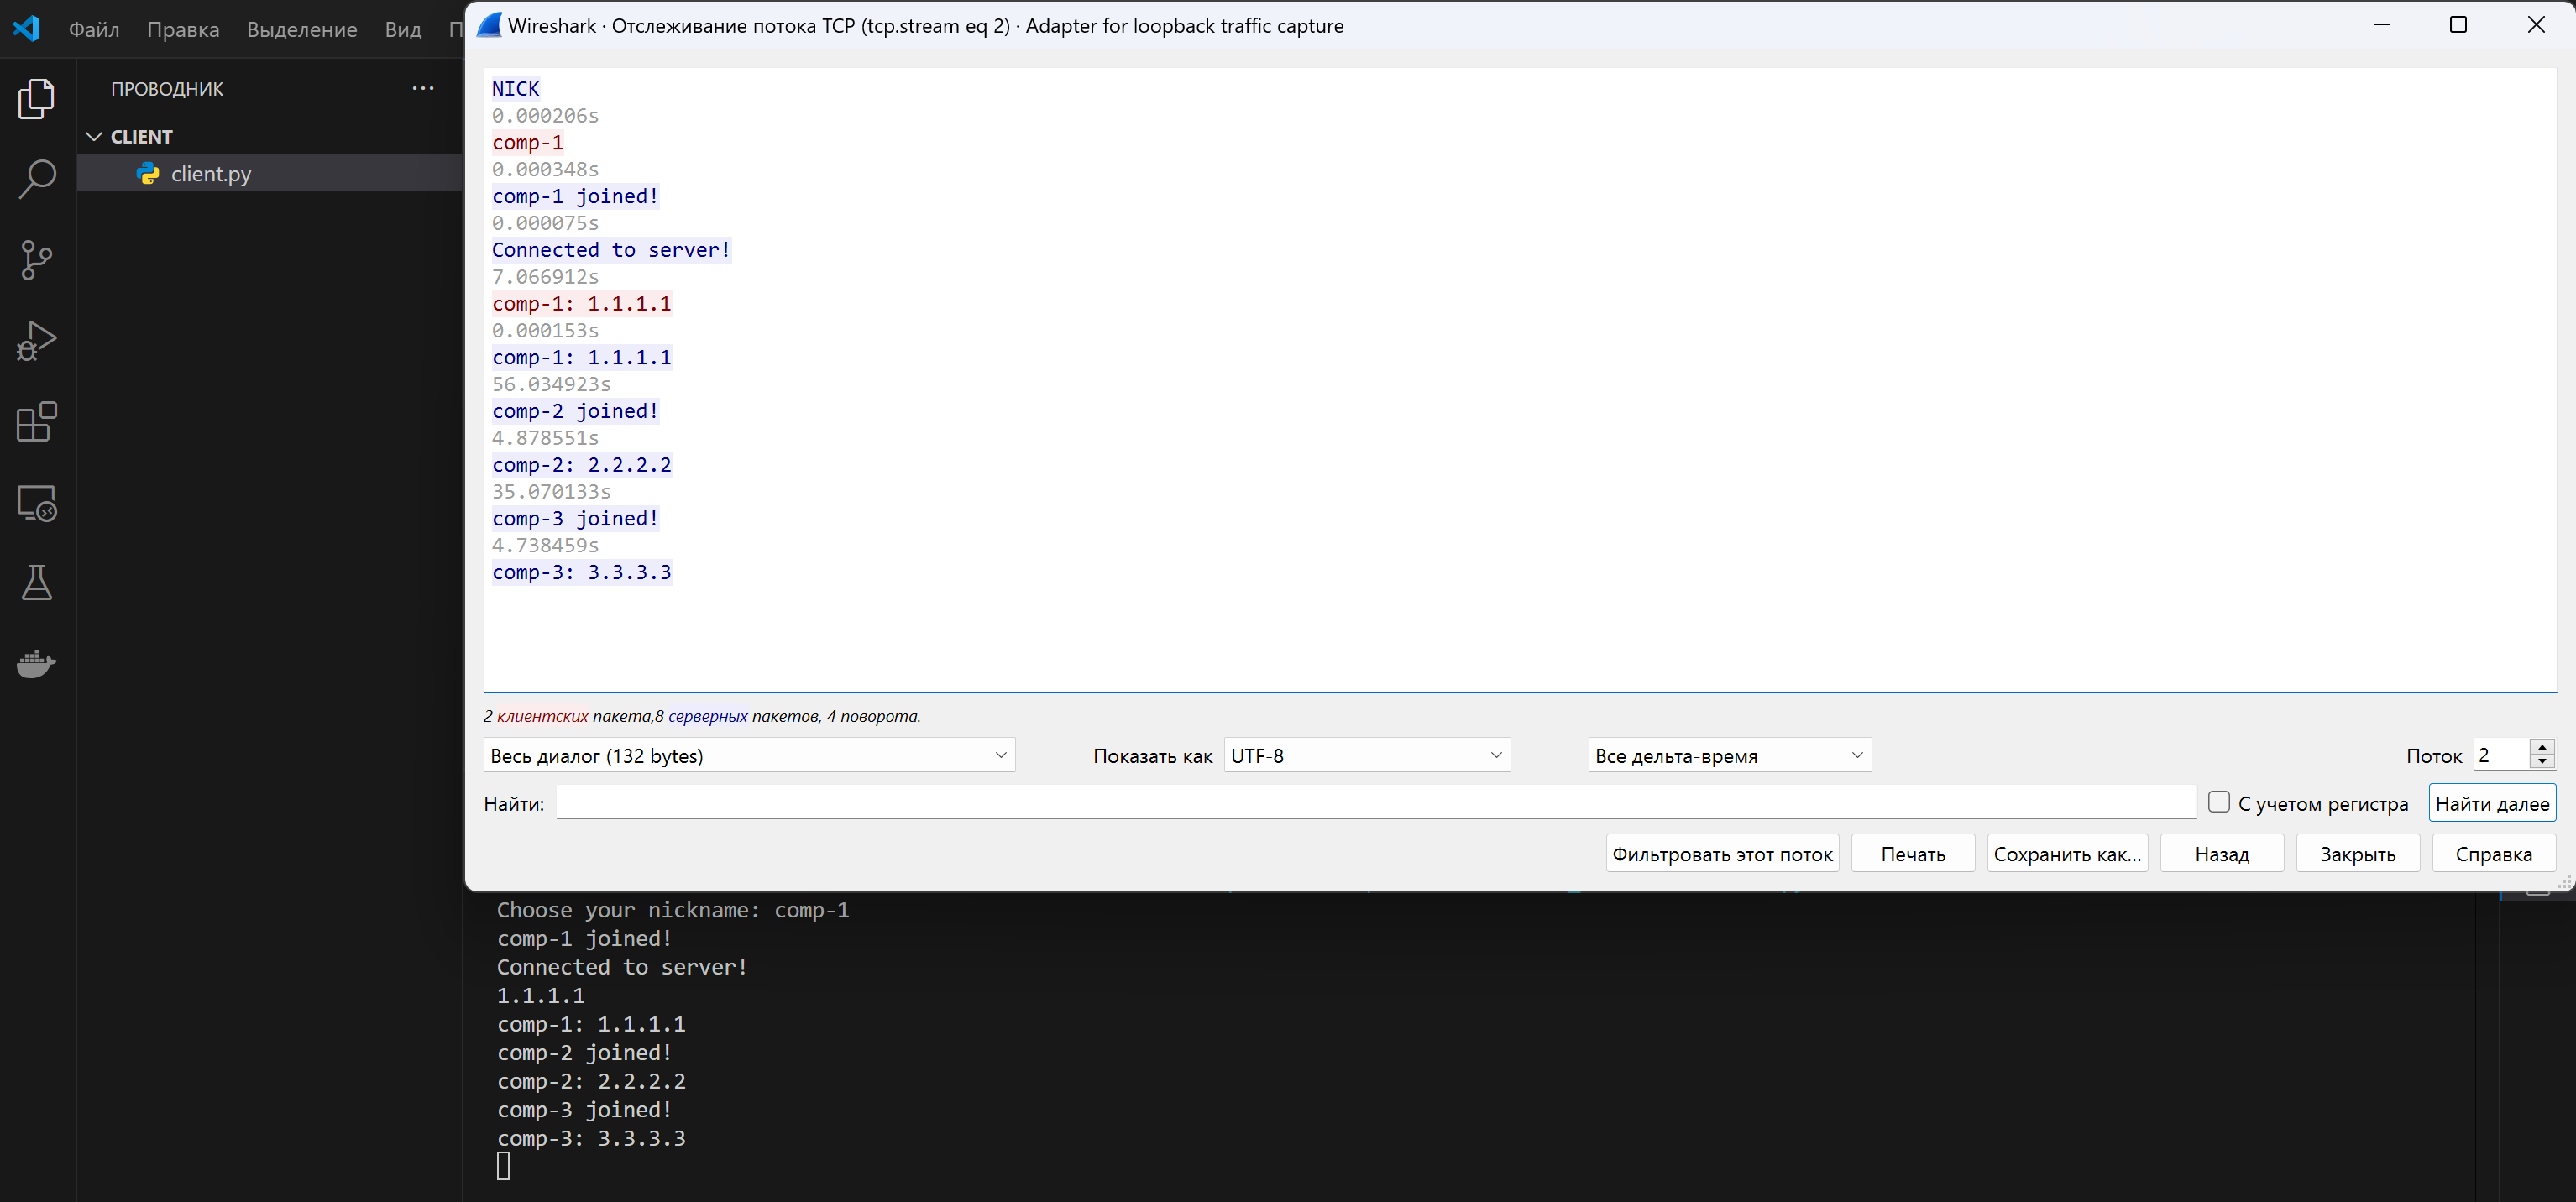 Файл Правка Выделение Вид П
Wireshark · Отслеживание потока TCP (tcp.stream eq 2) · Adapter for loopback traffic capture
ПРОВОДНИК
CLIENT
client.py
NICK
0.000206s
comp-1
0.000348s
comp-1 joined!
0.000075s
Connected to server!
7.066912s
comp-1: 1.1.1.1
0.000153s
comp-1: 1.1.1.1
56.034923s
comp-2 joined!
4.878551s
comp-2: 2.2.2.2
35.070133s
comp-3 joined!
4.738459s
comp-3: 3.3.3.3
2 клиентских пакета,8 серверных пакетов, 4 поворота.
Весь диалог (132 bytes) Показать как UTF-8 Все дельта-время Поток 2
Найти: С учетом регистра Найти далее
Фильтровать этот поток Печать Сохранить как… Назад Закрыть Справка
Choose your nickname: comp-1
comp-1 joined!
Connected to server!
1.1.1.1
comp-1: 1.1.1.1
comp-2 joined!
comp-2: 2.2.2.2
comp-3 joined!
comp-3: 3.3.3.3